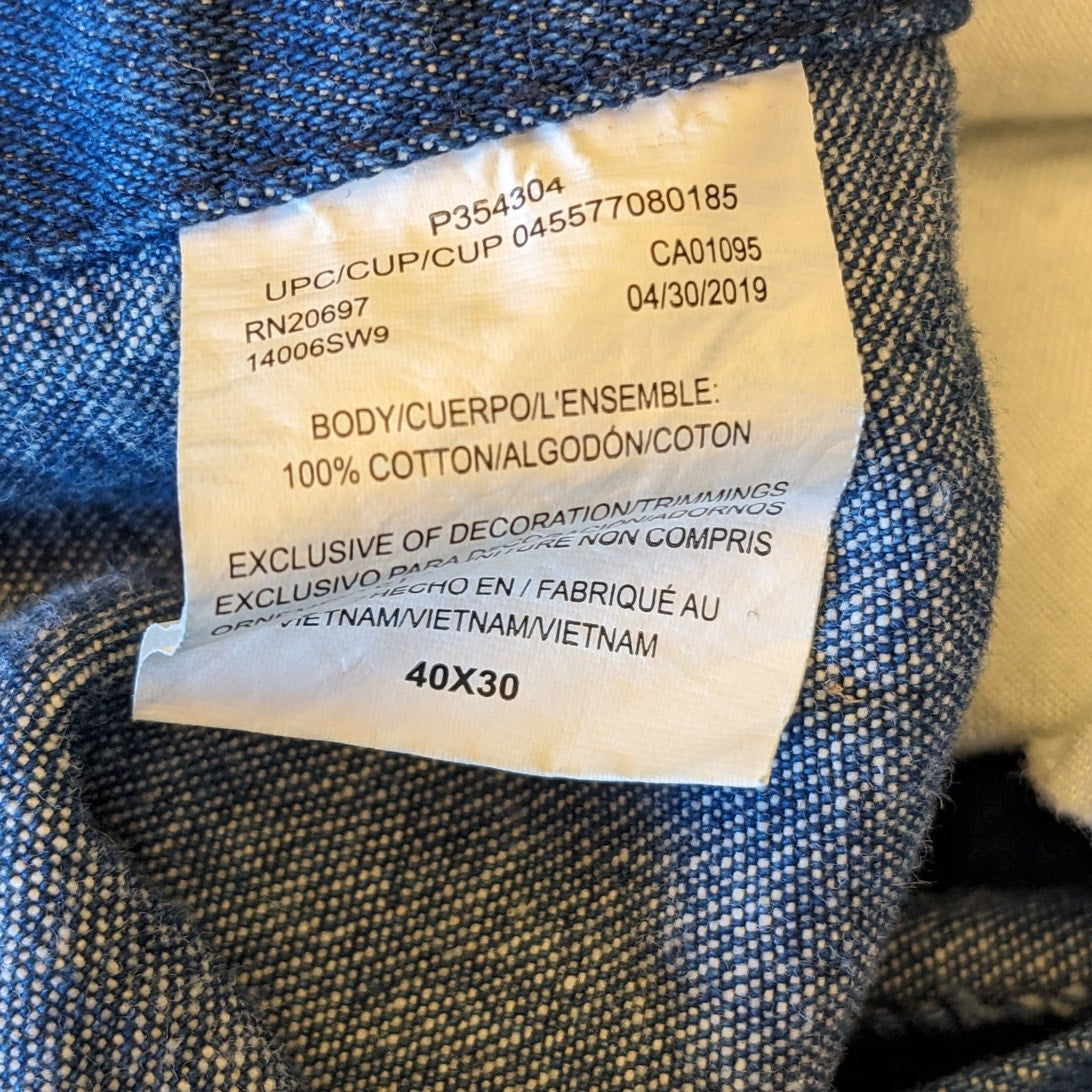 P354304
UPC/CUP/CUP 045577080185
RN20697 CA01095
14006SW9 04/30/2019
BODY/CUERPO/L'ENSEMBLE:
100% COTTON/ALGODÓN/COTON
EXCLUSIVE OF DECORATION/TRIMMINGS
EXCLUSIVO PARA
NON COMPRIS
HECHO EN / FABRIQUÉ AU
VIETNAM/VIETNAM/VIETNAM
40X30